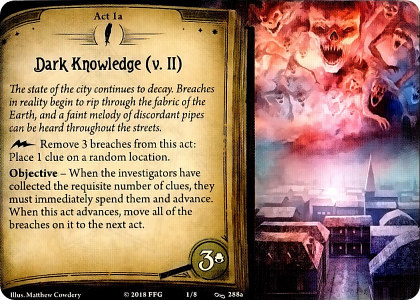 Act 1a
Dark Knowledge (v. II)
The state of the city continues to decay. Breaches
in reality begin to rip through the fabric of the
Earth, and a faint melody of discordant pipes
can be heard throughout the streets.
Remove 3 breaches from this act:
Place 1 clue on a random location.
Objective – When the investigators have
collected the requisite number of clues, they
must immediately spend them and advance.
When this act advances, move all of the
breaches on it to the next act.
3
Illus. Matthew Cowdery © 2018 FFG 1/8 288a